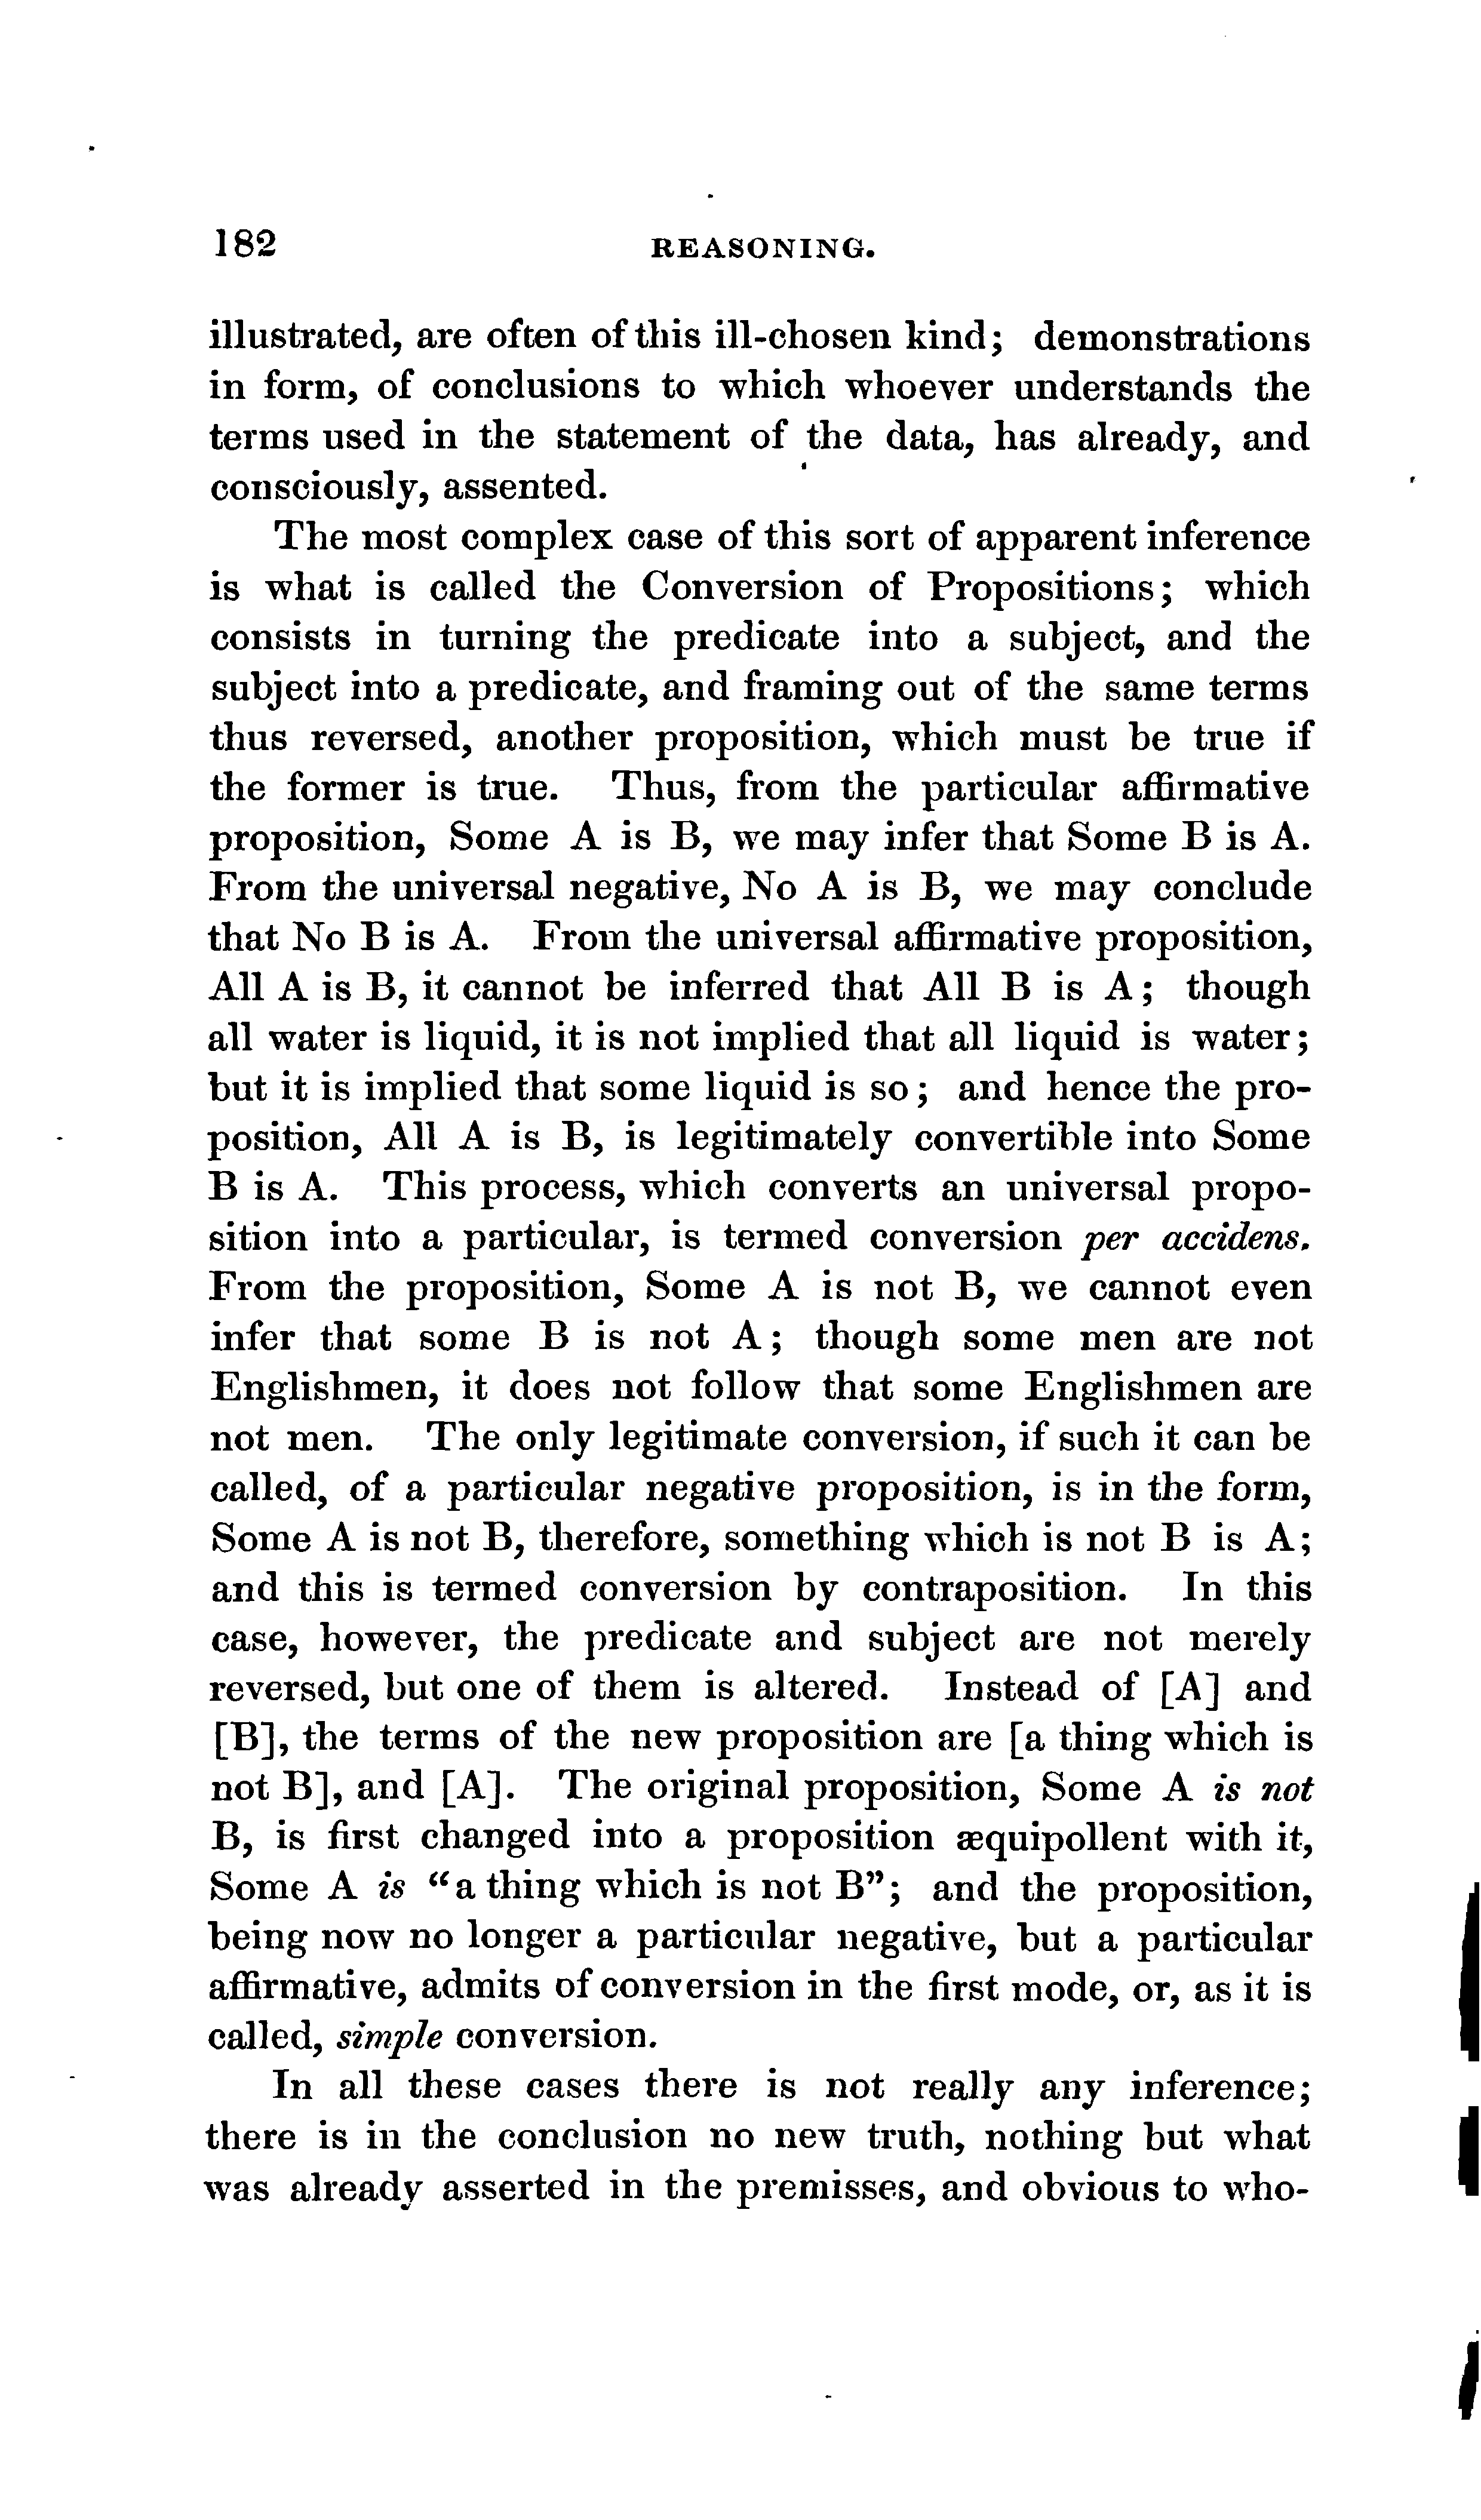 182 REASONING.
illustrated, are often of this ill-chosen kind; demonstrations
in form, of conclusions to which whoever understands the
terms used in the statement of the data, has already, and
consciously, assented.
The most complex case of this sort of apparent inference
is what is called the Conversion of Propositions; which
consists in turning the predicate into a subject, and the
subject into a predicate, and framing out of the same terms
thus reversed, another proposition, which must be true if
the former is true. Thus, from the particular affirmative
proposition, Some A is B, we may infer that Some B is A.
From the universal negative, No A is B, we may conclude
that No B is A. From the universal affirmative proposition,
All A is B, it cannot be inferred that All B is A; though
all water is liquid, it is not implied that all liquid is water;
but it is implied that some liquid is so; and hence the pro-
position, All A is B, is legitimately convertible into Some
B is A. This process, which converts an universal propo-
sition into a particular, is termed conversion per accidens.
From the proposition, Some A is not B, we cannot even
infer that some B is not A; though some men are not
Englishmen, it does not follow that some Englishmen are
not men. The only legitimate conversion, if such it can be
called, of a particular negative proposition, is in the form,
Some A is not B, therefore, something which is not B is A;
and this is termed conversion by contraposition. In this
case, however, the predicate and subject are not merely
reversed, but one of them is altered. Instead of [A] and
[B], the terms of the new proposition are [a thing which is
not B], and [A]. The original proposition, Some A is not
B, is first changed into a proposition æquipollent with it,
Some A is “a thing which is not B”; and the proposition,
being now no longer a particular negative, but a particular
affirmative, admits of conversion in the first mode, or, as it is
called, simple conversion.
In all these cases there is not really any inference;
there is in the conclusion no new truth, nothing but what
was already asserted in the premisses, and obvious to who-